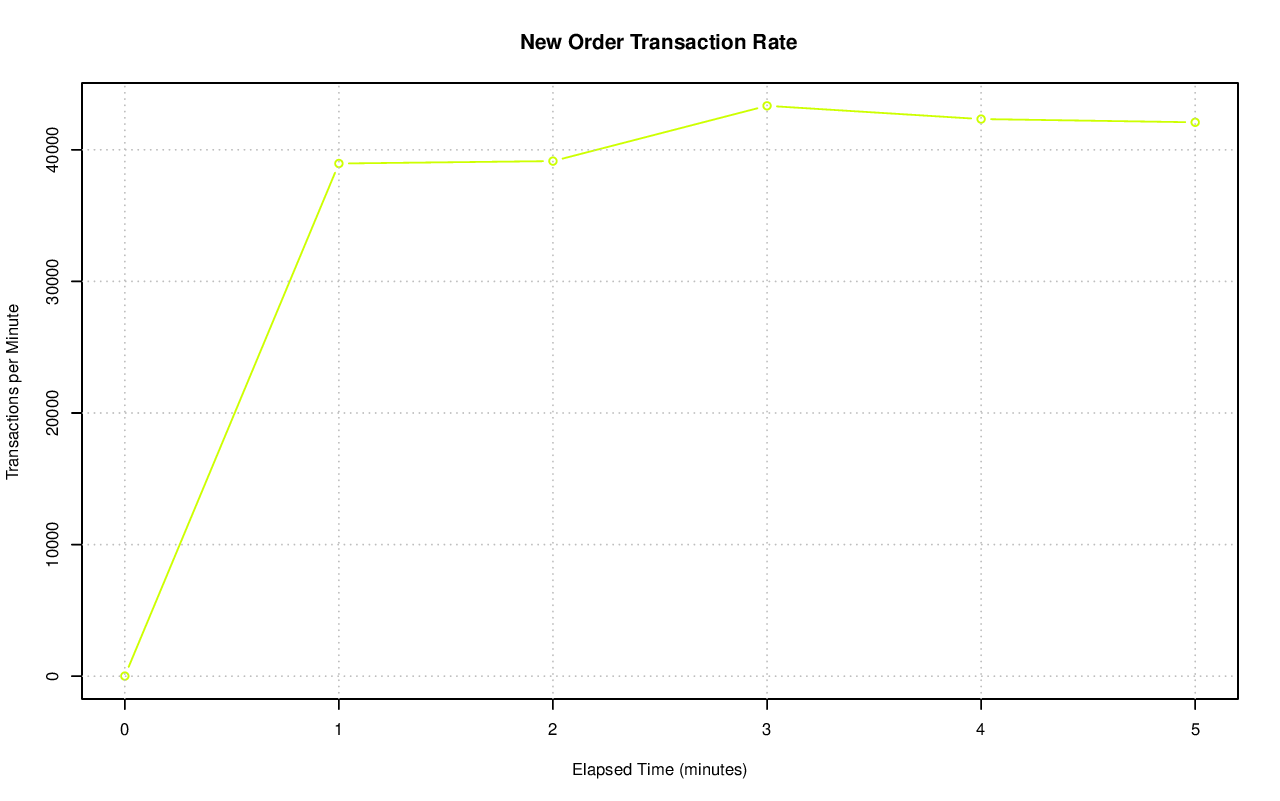 New Order Transaction Rate
Transactions per Minute
40000
30000
20000
10000
0
0 1 2 3 4 5
Elapsed Time (minutes)